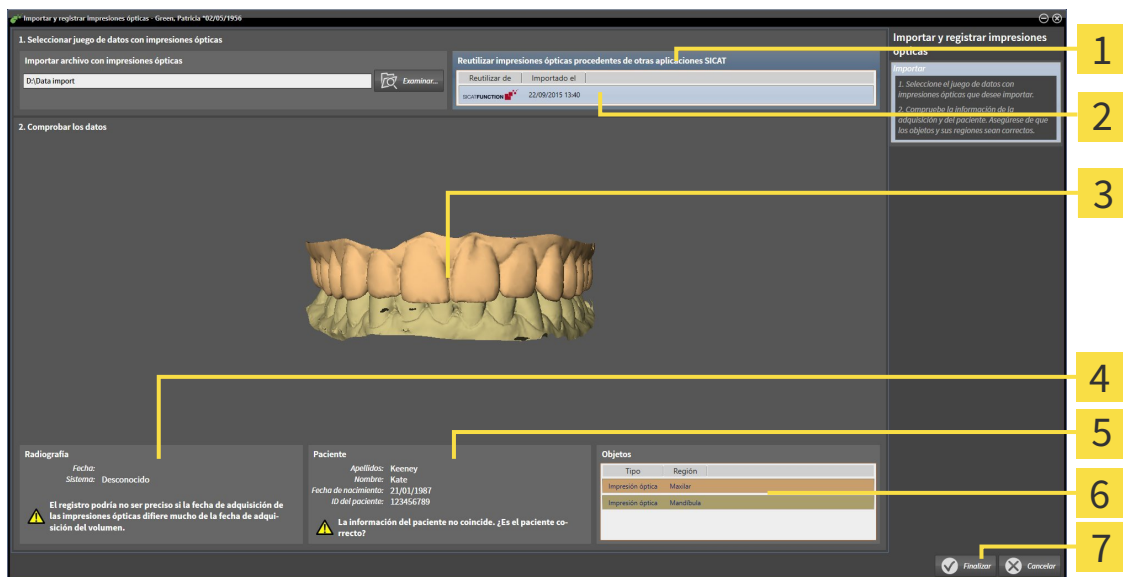 Importar y registrar impresiones ópticas - Green, Patricia *02/05/1956
1. Seleccionar juego de datos con impresiones ópticas
Importar archivo con impresiones ópticas
D:\Data import
Examinar...
Reutilizar impresiones ópticas procedentes de otras aplicaciones SICAT
Reutilizar de
Importado el
SICATFUNCTION
22/09/2015 13:40
2. Comprobar los datos
Radiografía
Fecha:
Sistema: Desconocido
El registro podría no ser preciso si la fecha de adquisición de
las impresiones ópticas difiere mucho de la fecha de adqui-
sición del volumen.
Paciente
Apellidos: Keeney
Nombre: Kate
Fecha de nacimiento: 21/01/1987
ID del paciente: 123456789
La información del paciente no coincide. ¿Es el paciente co-
rrecto?
Objetos
Tipo
Región
Impresión óptica Maxilar
Impresión óptica Mandíbula
Importar y registrar impresiones
ópticas
Importar
1. Seleccione el juego de datos con
impresiones ópticas que desee importar.
2. Compruebe la información de la
adquisición y del paciente. Asegúrese de que
los objetos y sus regiones sean correctos.
Finalizar
Cancelar
1
2
3
4
5
6
7